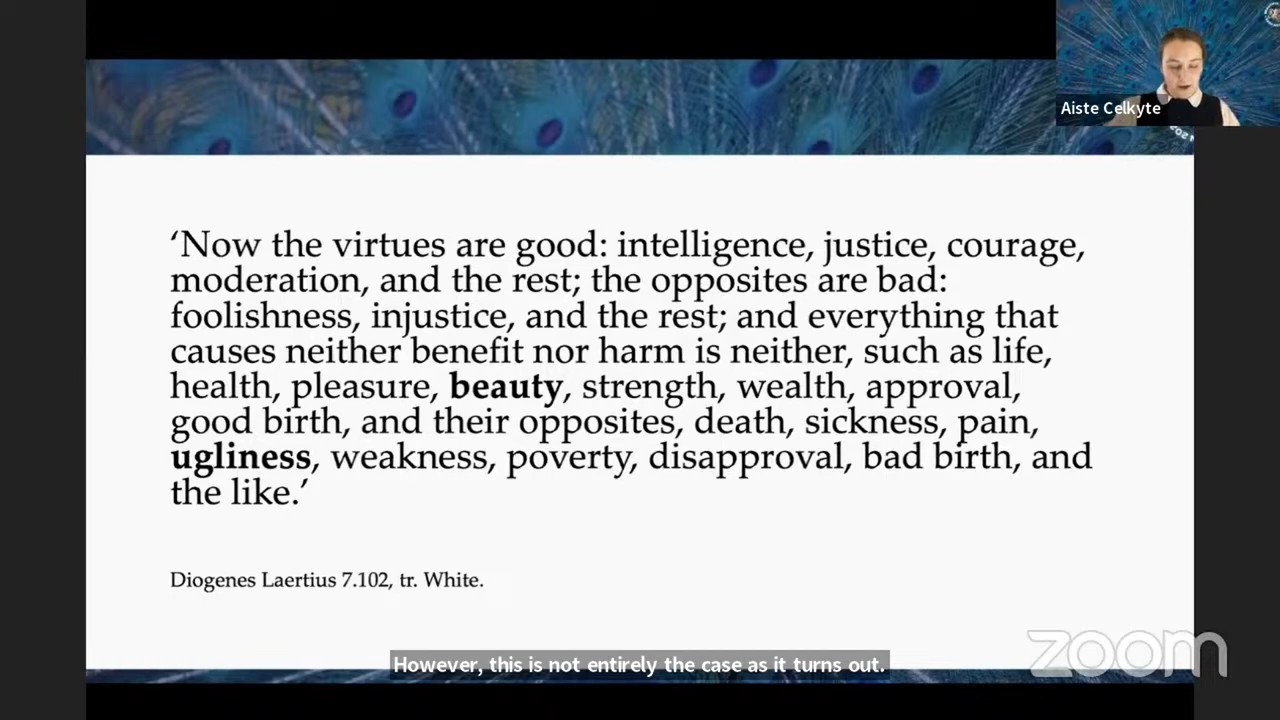 Aiste Celkyte
‘Now the virtues are good: intelligence, justice, courage,
moderation, and the rest; the opposites are bad:
foolishness, injustice, and the rest; and everything that
causes neither benefit nor harm is neither, such as life,
health, pleasure, beauty, strength, wealth, approval,
good birth, and their opposites, death, sickness, pain,
ugliness, weakness, poverty, disapproval, bad birth, and
the like.’
Diogenes Laertius 7.102, tr. White.
However, this is not entirely the case as it turns out.
zoom